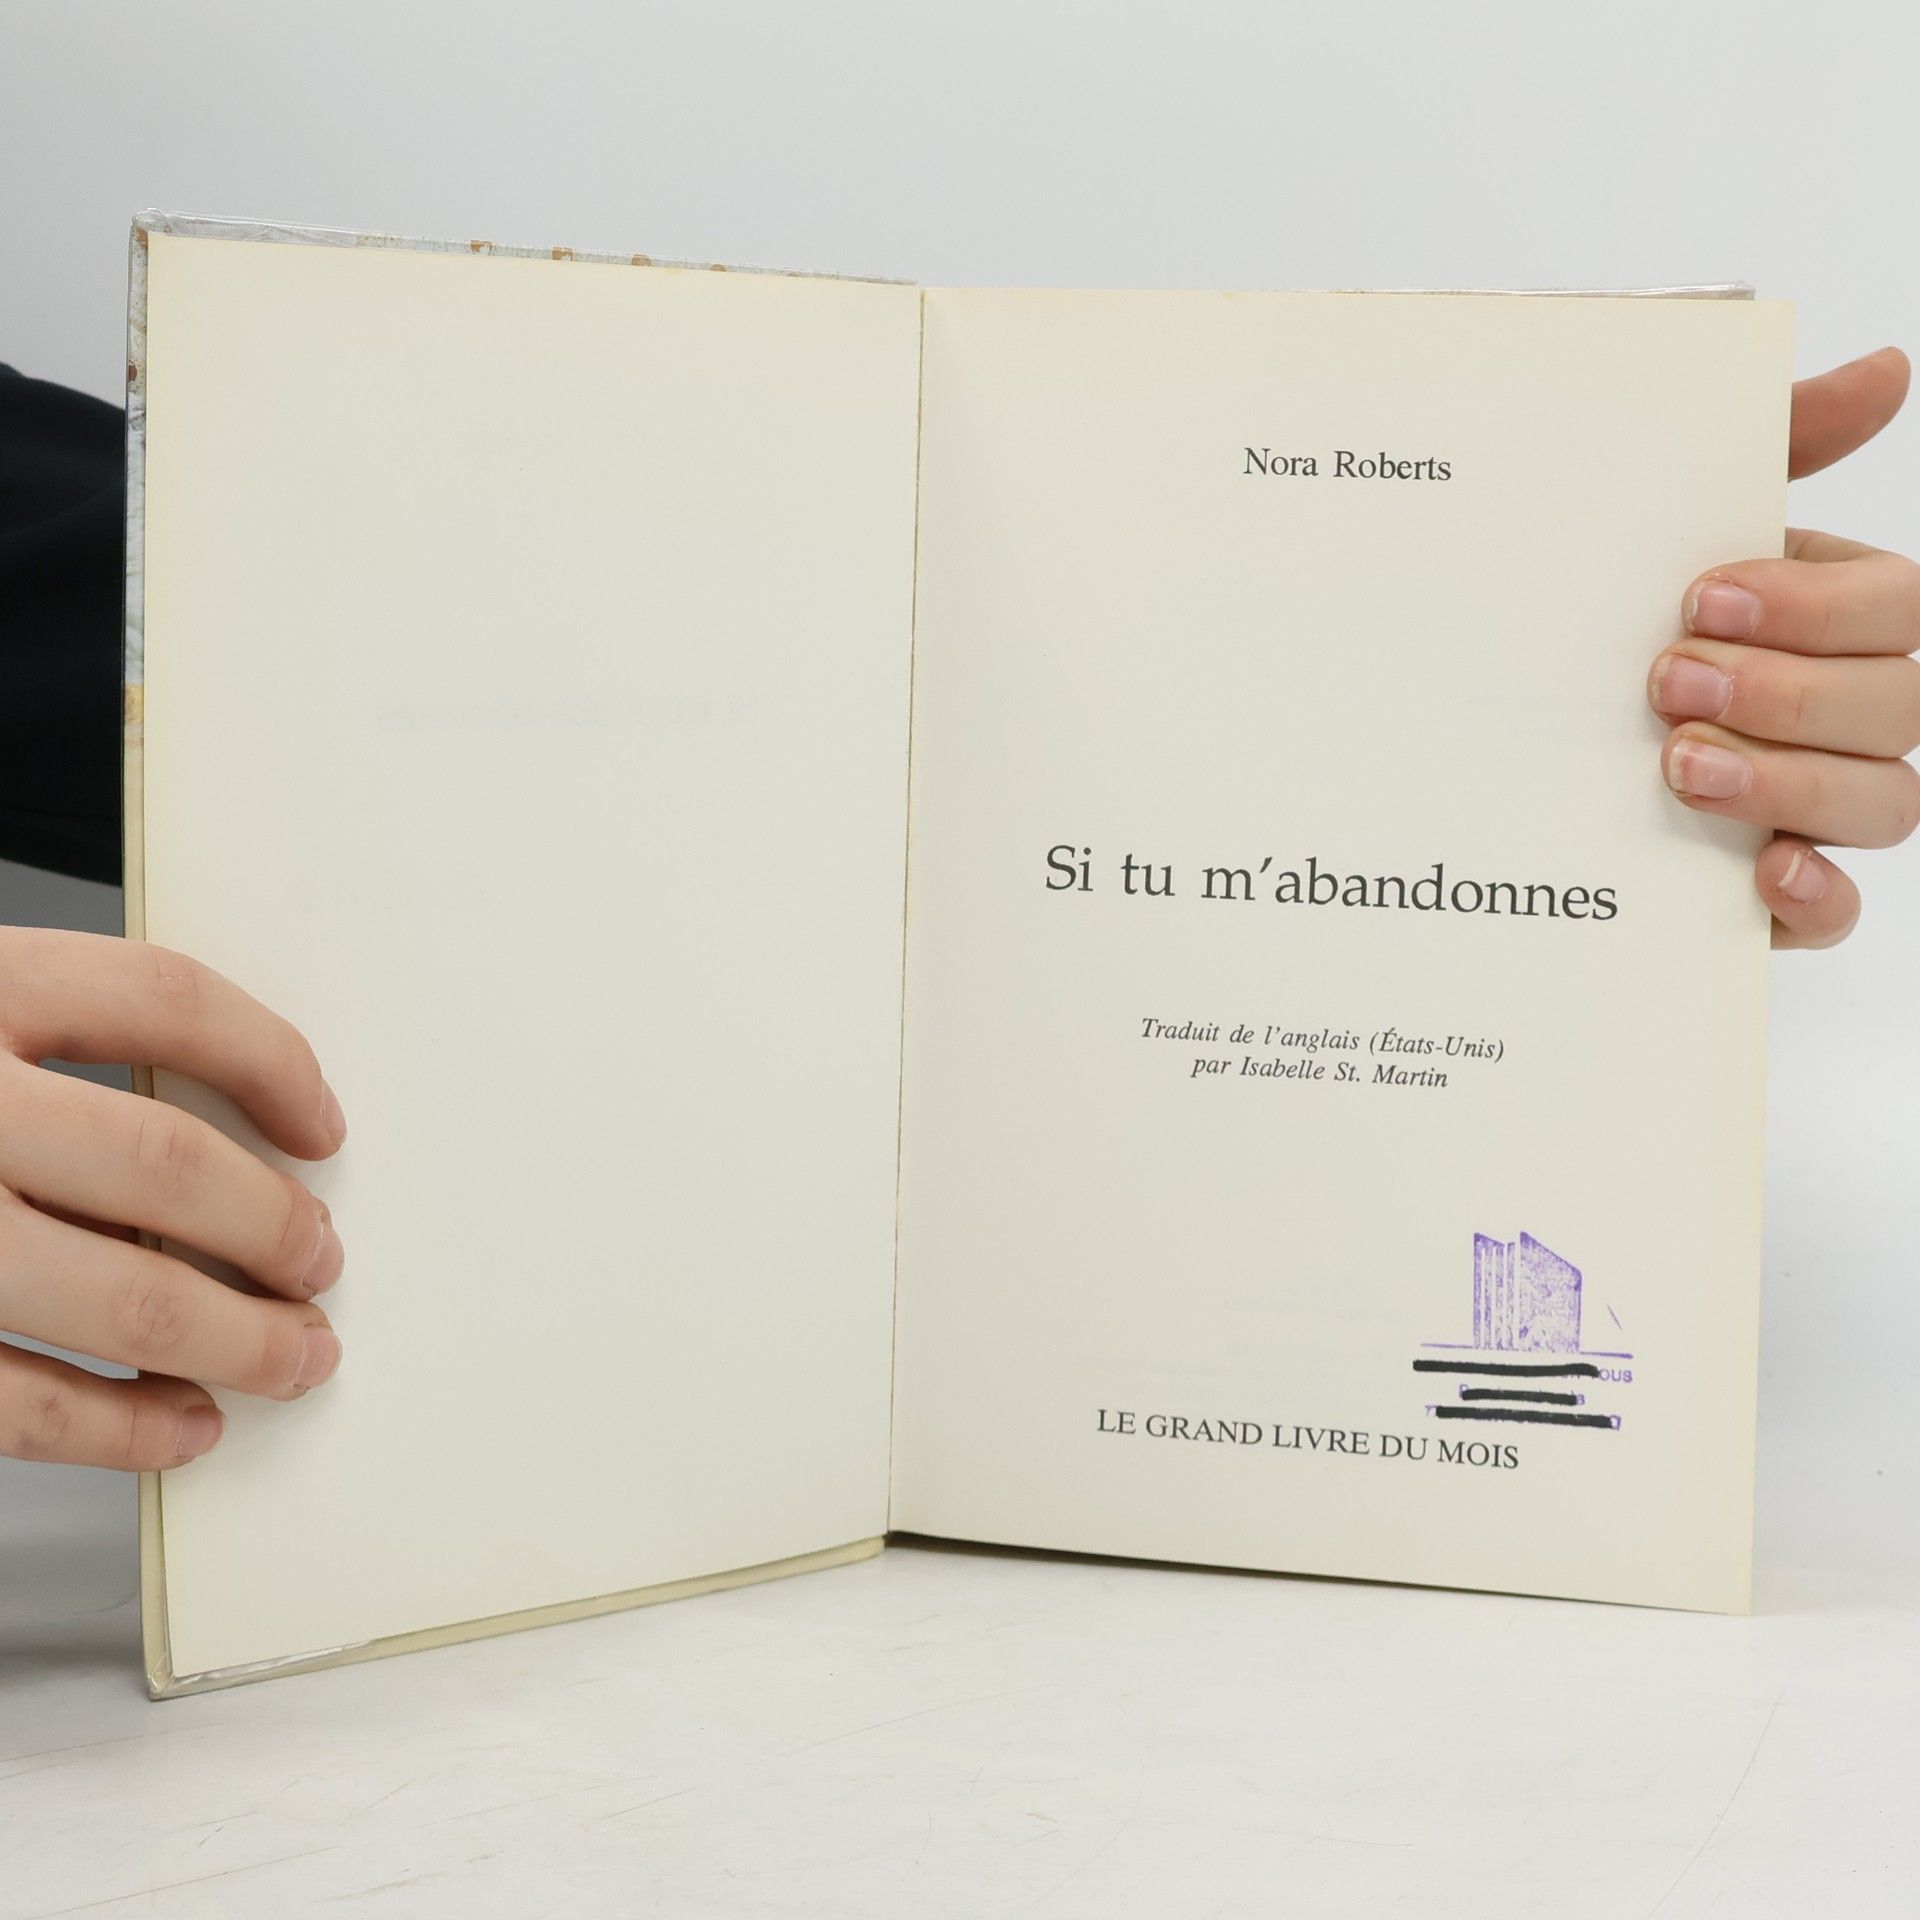 Nora Roberts
Si tu m'abandonnes
Traduit de l'anglais (États-Unis)
par Isabelle St. Martin
LE GRAND LIVRE DU MOIS